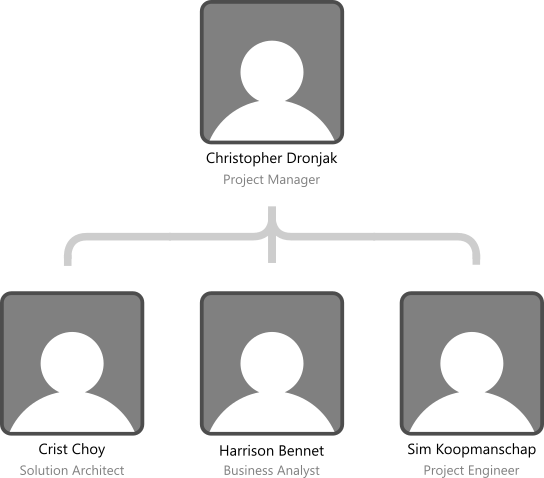 Christopher Dronjak
Project Manager
Crist Choy
Solution Architect
Harrison Bennet
Business Analyst
Sim Koopmanschap
Project Engineer